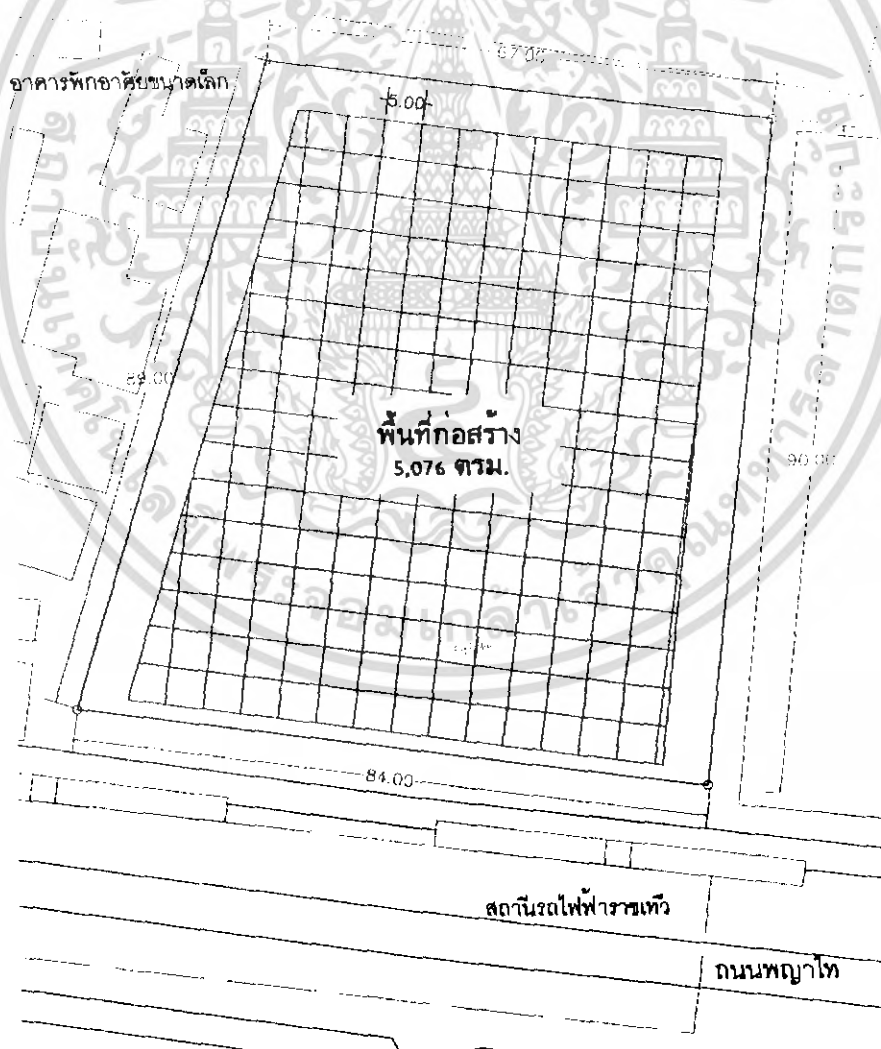 67.00
อาคารพักอาศัยขนาดเล็ก
5.00
89.00
พื้นที่ก่อสร้าง
5,076 ตรม.
90.00
84.00
สถานีรถไฟฟ้าราชเทวี
ถนนพญาไท